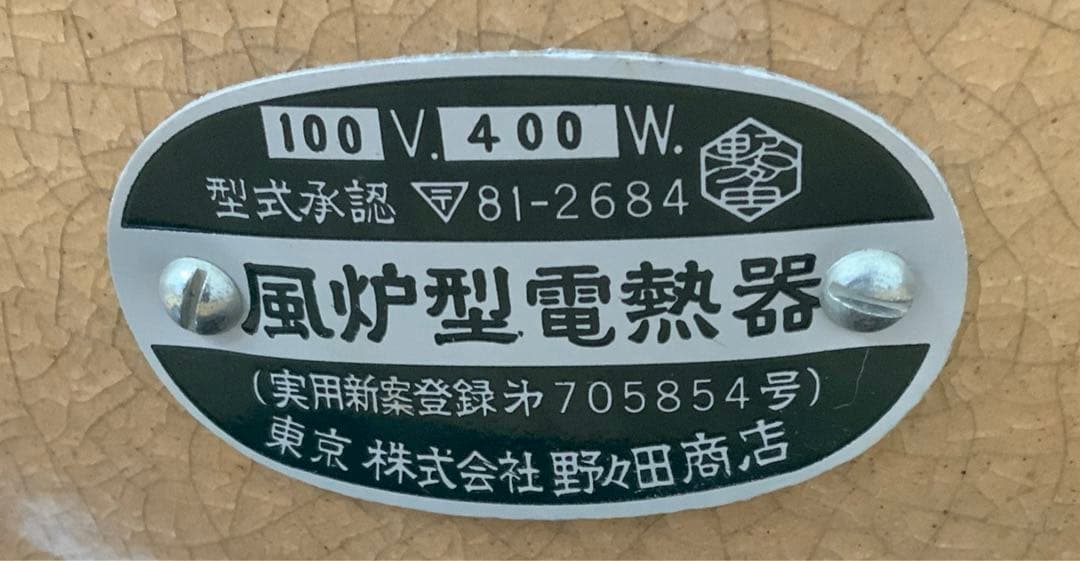 100 V. 400 W.
型式承認 〒81-2684
風炉型電熱器
(実用新案登録㐧705854号)
東京 株式会社 野々田商店